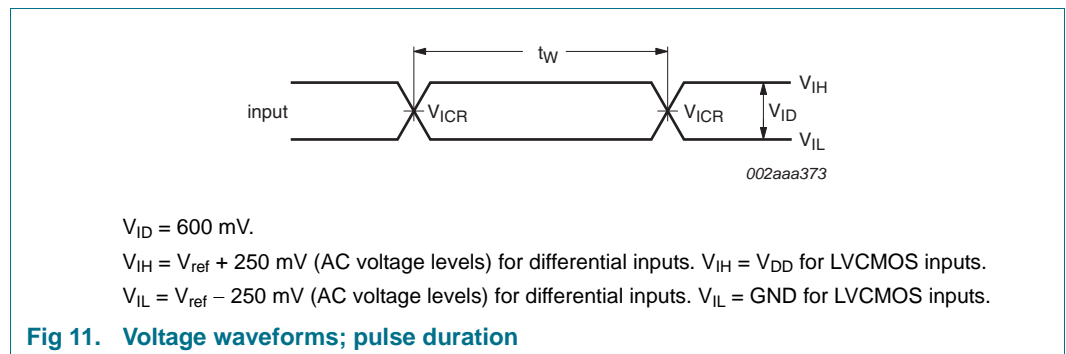 tW
VIH
input
VICR
VICR
VID
VIL
002aaa373
VID = 600 mV.
VIH = Vref + 250 mV (AC voltage levels) for differential inputs. VIH = VDD for LVCMOS inputs.
VIL = Vref − 250 mV (AC voltage levels) for differential inputs. VIL = GND for LVCMOS inputs.
Fig 11. Voltage waveforms; pulse duration